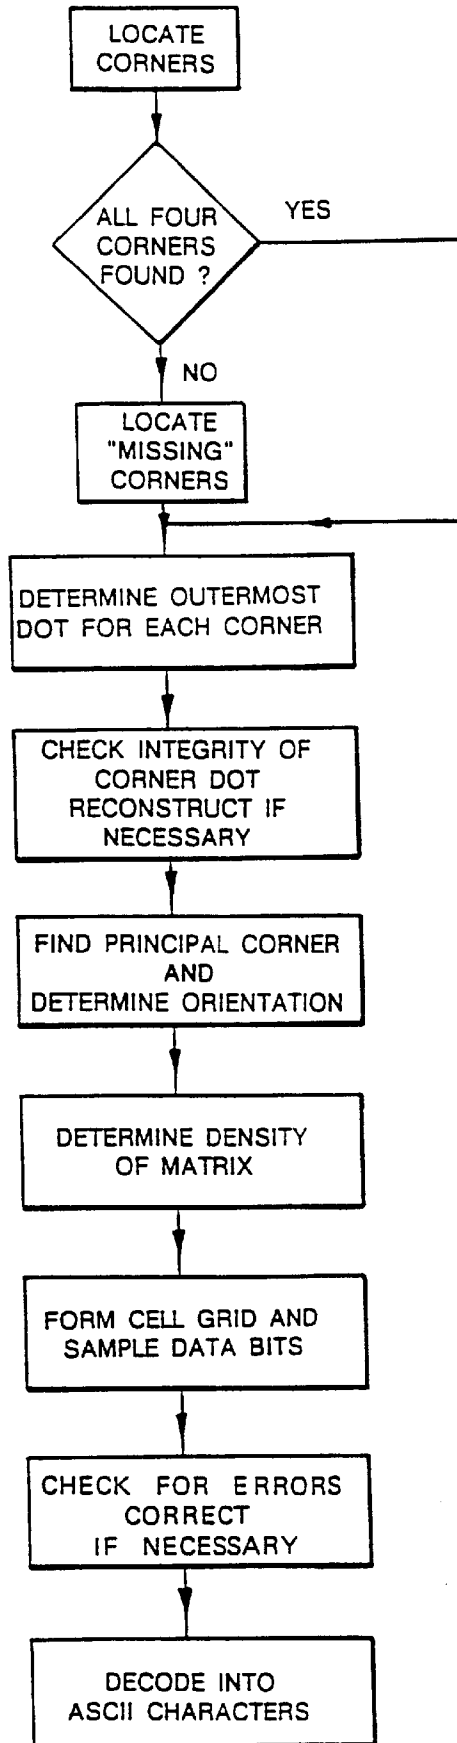 LOCATE
CORNERS
ALL FOUR
CORNERS
FOUND ?
YES
NO
LOCATE
"MISSING"
CORNERS
DETERMINE OUTERMOST
DOT FOR EACH CORNER
CHECK INTEGRITY OF
CORNER DOT
RECONSTRUCT IF
NECESSARY
FIND PRINCIPAL CORNER
AND
DETERMINE ORIENTATION
DETERMINE DENSITY
OF MATRIX
FORM CELL GRID AND
SAMPLE DATA BITS
CHECK FOR ERRORS
CORRECT
IF NECESSARY
DECODE INTO
ASCII CHARACTERS